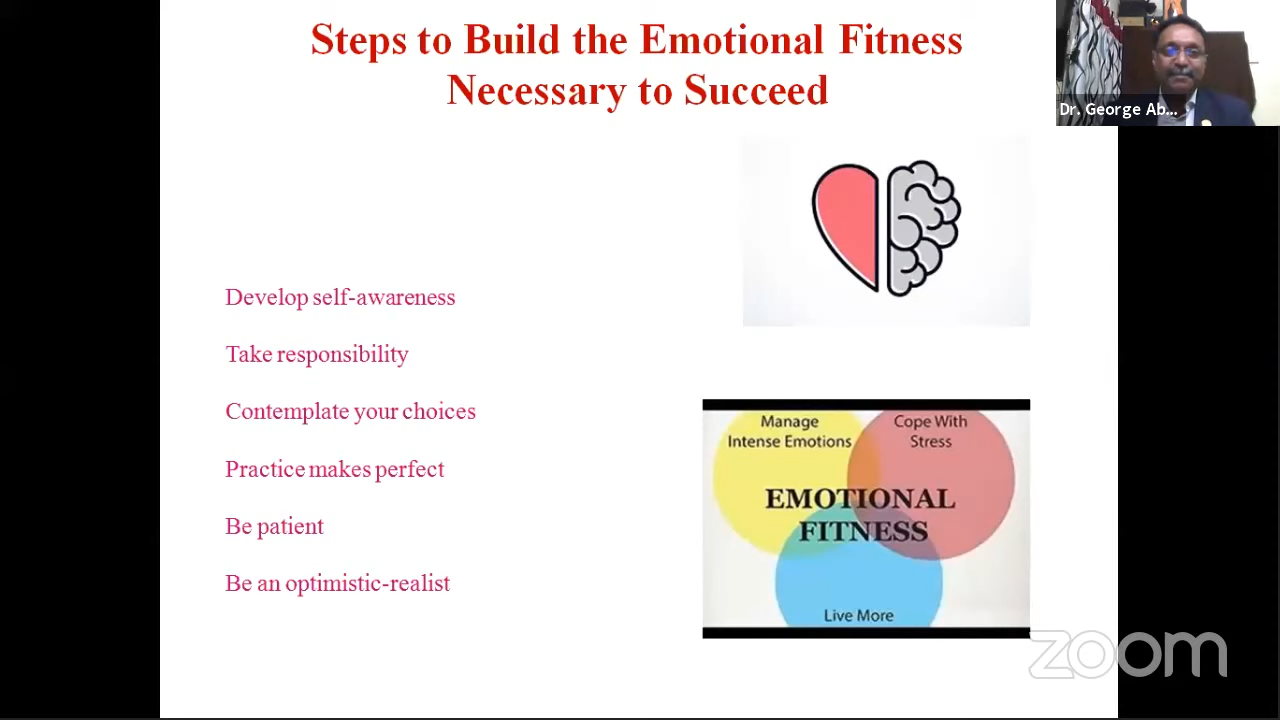 Steps to Build the Emotional Fitness
Necessary to Succeed
Dr. George Ab...
Develop self-awareness
Take responsibility
Contemplate your choices
Practice makes perfect
Be patient
Be an optimistic-realist
Manage
Intense Emotions
Cope With
Stress
EMOTIONAL
FITNESS
Live More
zoom